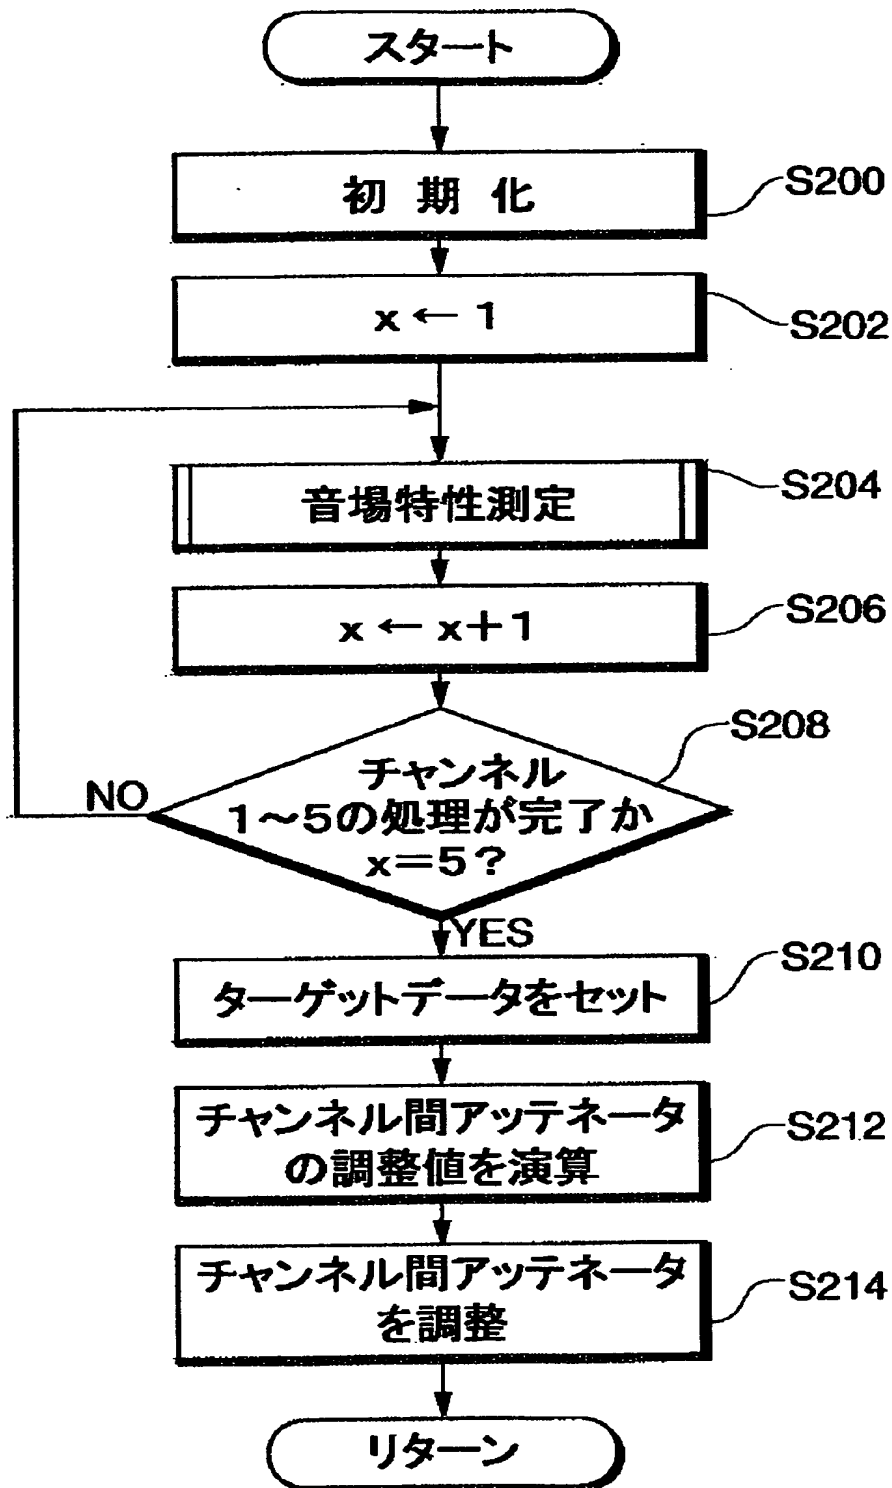 スタート
初期化
S200
x ← 1
S202
音場特性測定
S204
x ← x+1
S206
S208
チャンネル
1〜5の処理が完了か
x=5?
NO
YES
ターゲットデータをセット
S210
チャンネル間アッテネータ
の調整値を演算
S212
チャンネル間アッテネータ
を調整
S214
リターン